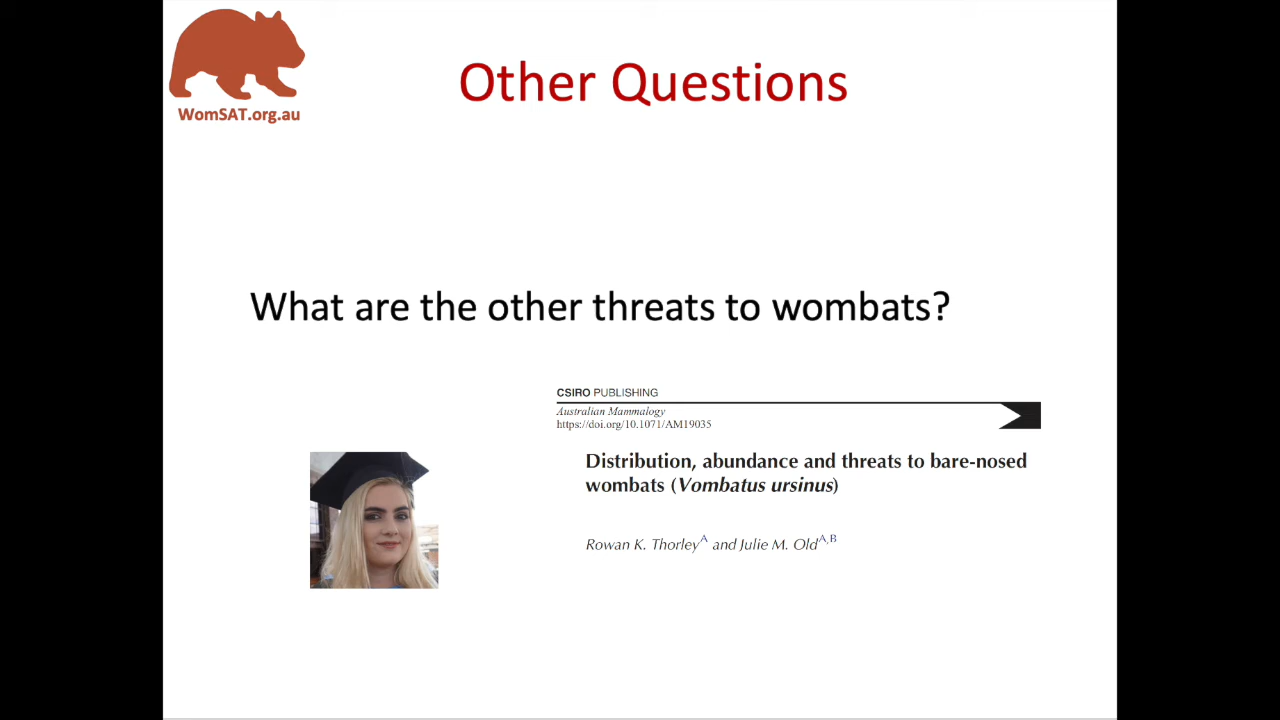 WomSAT.org.au
Other Questions
What are the other threats to wombats?
CSIRO PUBLISHING
Australian Mammalogy
https://doi.org/10.1071/AM19035
Distribution, abundance and threats to bare-nosed
wombats (Vombatus ursinus)
Rowan K. ThorleyA and Julie M. OldA,B